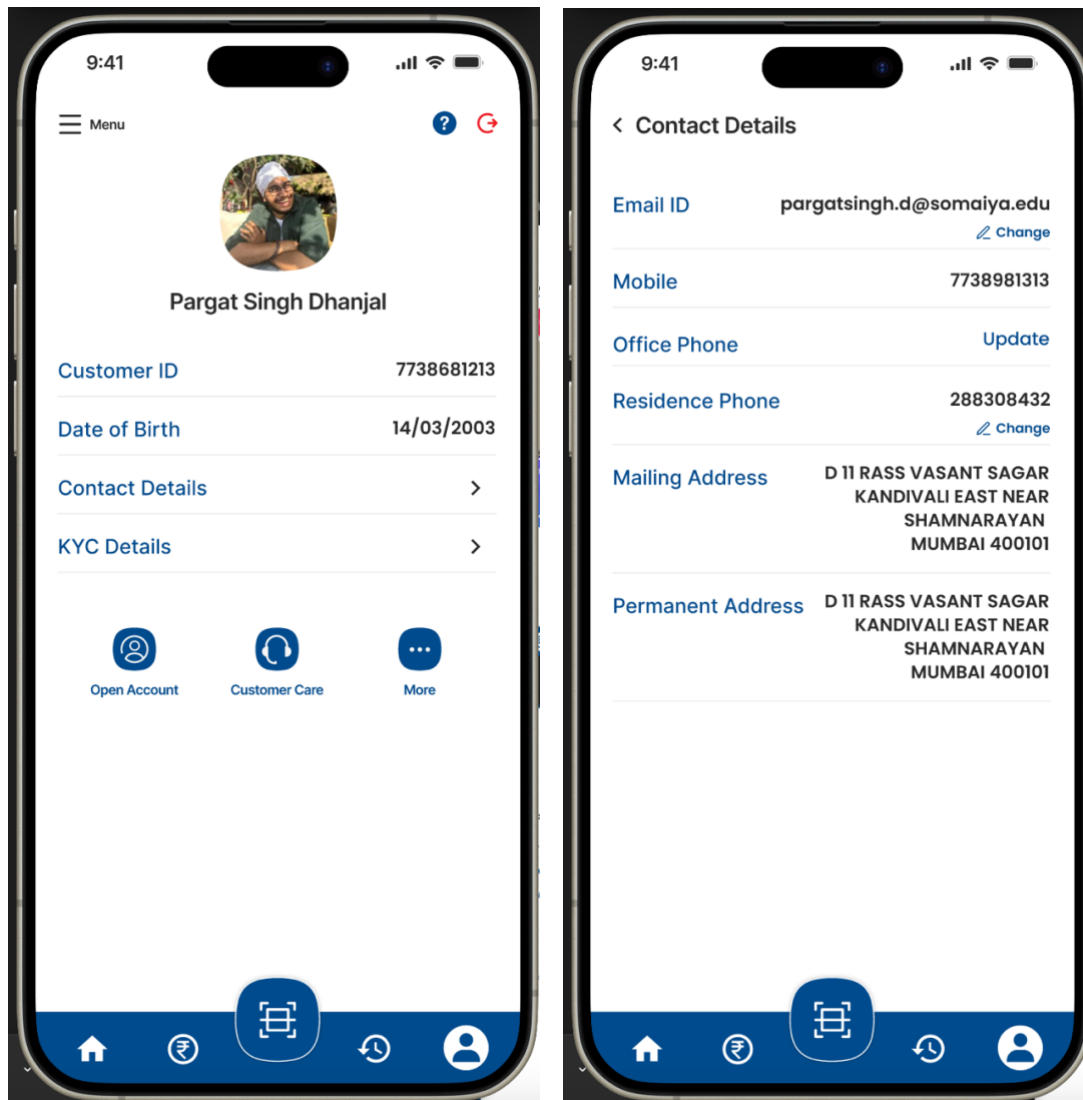 9:41
Menu
?
Pargat Singh Dhanjal
Customer ID 7738681213
Date of Birth 14/03/2003
Contact Details >
KYC Details >
Open Account Customer Care More
₹
9:41
< Contact Details
Email ID pargatsingh.d@somaiya.edu
Change
Mobile 7738981313
Office Phone Update
Residence Phone 288308432
Change
Mailing Address D 11 RASS VASANT SAGAR
KANDIVALI EAST NEAR
SHAMNARAYAN
MUMBAI 400101
Permanent Address D 11 RASS VASANT SAGAR
KANDIVALI EAST NEAR
SHAMNARAYAN
MUMBAI 400101
₹